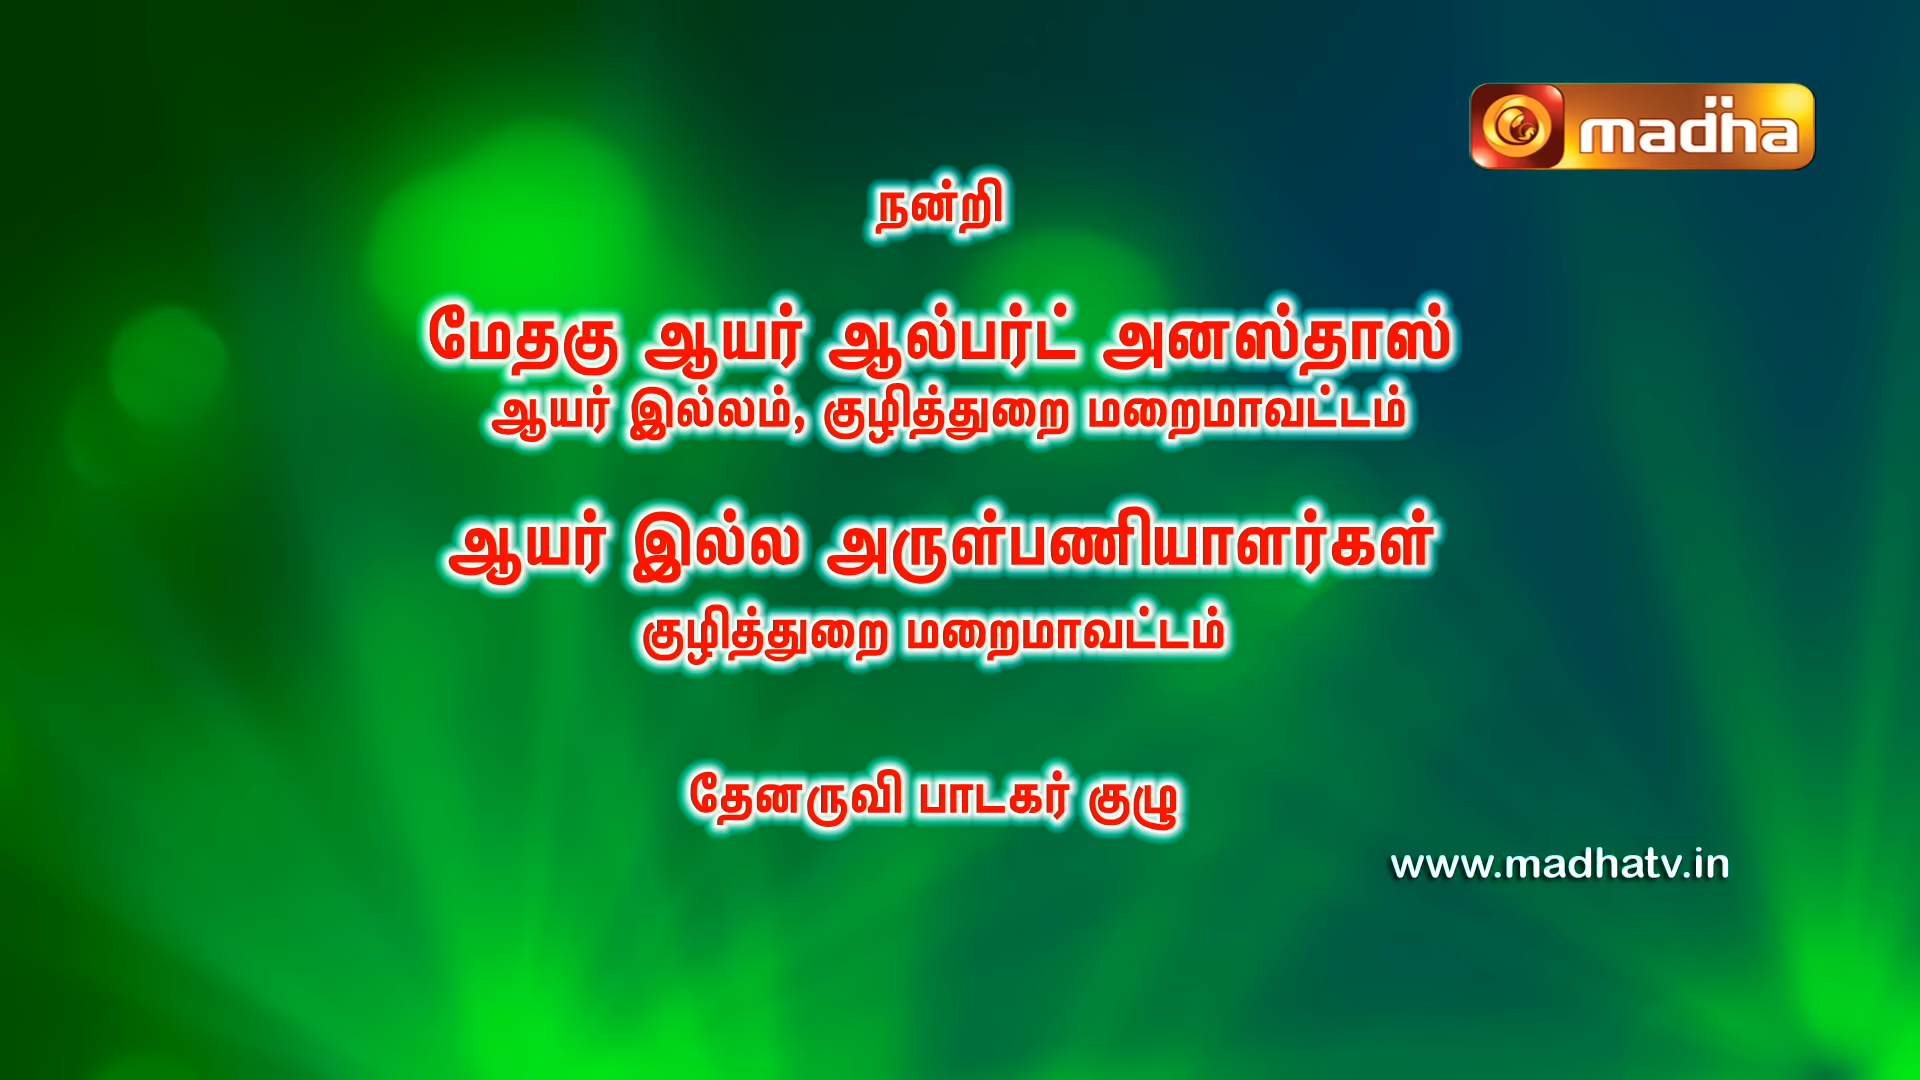 madha
நன்றி
மேதகு ஆயர் ஆல்பர்ட் அனஸ்தாஸ்
ஆயர் இல்லம், குழித்துறை மறைமாவட்டம்
ஆயர் இல்ல அருள்பணியாளர்கள்
குழித்துறை மறைமாவட்டம்
தேனருவி பாடகர் குழு
www.madhatv.in